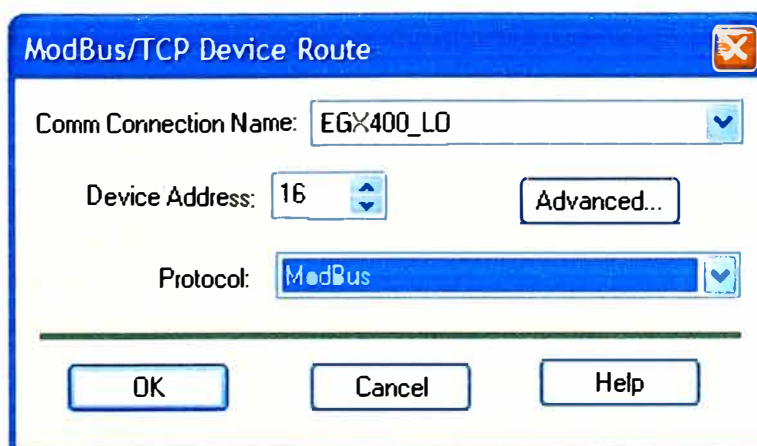 ModBus/TCP Device Route
Comm Connection Name: EGX400_LO
Device Address: 16 Advanced...
Protocol: ModBus
OK Cancel Help